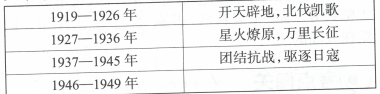 1919—1926年 开天辟地,北伐凯歌
1927—1936年 星火燎原,万里长征
1937—1945年 团结抗战,驱逐日寇
1946—1949年